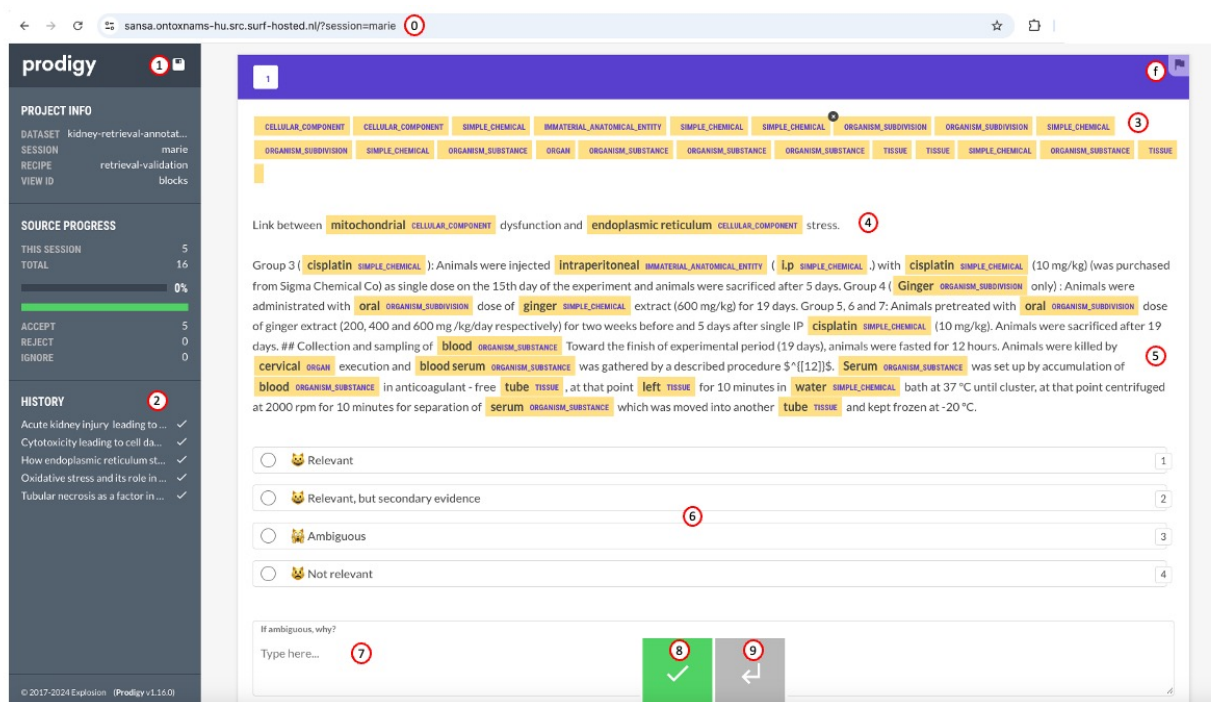 sansa.ontoxnams-hu.src.surf-hosted.nl/?session=marie 0
prodigy 1
PROJECT INFO
DATASET kidney-retrieval-annotat...
SESSION marie
RECIPE retrieval-validation
VIEW ID blocks
SOURCE PROGRESS
THIS SESSION 5
TOTAL 16
0%
ACCEPT 5
REJECT 0
IGNORE 0
HISTORY 2
Acute kidney injury leading to ...
Cytotoxicity leading to cell da...
How endoplasmic reticulum st...
Oxidative stress and its role in ...
Tubular necrosis as a factor in ...
© 2017-2024 Explosion (Prodigy v1.16.0)
1 f
CELLULAR_COMPONENT CELLULAR_COMPONENT SIMPLE_CHEMICAL IMMATERIAL_ANATOMICAL_ENTITY SIMPLE_CHEMICAL SIMPLE_CHEMICAL ORGANISM_SUBDIVISION ORGANISM_SUBDIVISION SIMPLE_CHEMICAL 3
ORGANISM_SUBDIVISION SIMPLE_CHEMICAL ORGANISM_SUBSTANCE ORGAN ORGANISM_SUBSTANCE ORGANISM_SUBSTANCE ORGANISM_SUBSTANCE TISSUE TISSUE SIMPLE_CHEMICAL ORGANISM_SUBSTANCE TISSUE
Link between mitochondrial CELLULAR_COMPONENT dysfunction and endoplasmic reticulum CELLULAR_COMPONENT stress. 4
Group 3 ( cisplatin SIMPLE_CHEMICAL ): Animals were injected intraperitoneal IMMATERIAL_ANATOMICAL_ENTITY ( i.p SIMPLE_CHEMICAL .) with cisplatin SIMPLE_CHEMICAL (10 mg/kg) (was purchased
from Sigma Chemical Co) as single dose on the 15th day of the experiment and animals were sacrificed after 5 days. Group 4 ( Ginger ORGANISM_SUBDIVISION only) : Animals were
administrated with oral ORGANISM_SUBDIVISION dose of ginger SIMPLE_CHEMICAL extract (600 mg/kg) for 19 days. Group 5, 6 and 7: Animals pretreated with oral ORGANISM_SUBDIVISION dose
of ginger extract (200, 400 and 600 mg /kg/day respectively) for two weeks before and 5 days after single IP cisplatin SIMPLE_CHEMICAL (10 mg/kg). Animals were sacrificed after 19
days. ## Collection and sampling of blood ORGANISM_SUBSTANCE Toward the finish of experimental period (19 days), animals were fasted for 12 hours. Animals were killed by
cervical ORGAN execution and blood serum ORGANISM_SUBSTANCE was gathered by a described procedure $^{[12]}$. Serum ORGANISM_SUBSTANCE was set up by accumulation of 5
blood ORGANISM_SUBSTANCE in anticoagulant - free tube TISSUE , at that point left TISSUE for 10 minutes in water SIMPLE_CHEMICAL bath at 37 °C until cluster, at that point centrifuged
at 2000 rpm for 10 minutes for separation of serum ORGANISM_SUBSTANCE which was moved into another tube TISSUE and kept frozen at -20 °C.
Relevant 1
Relevant, but secondary evidence 2
6
Ambiguous 3
Not relevant 4
If ambiguous, why?
Type here... 7
8 9